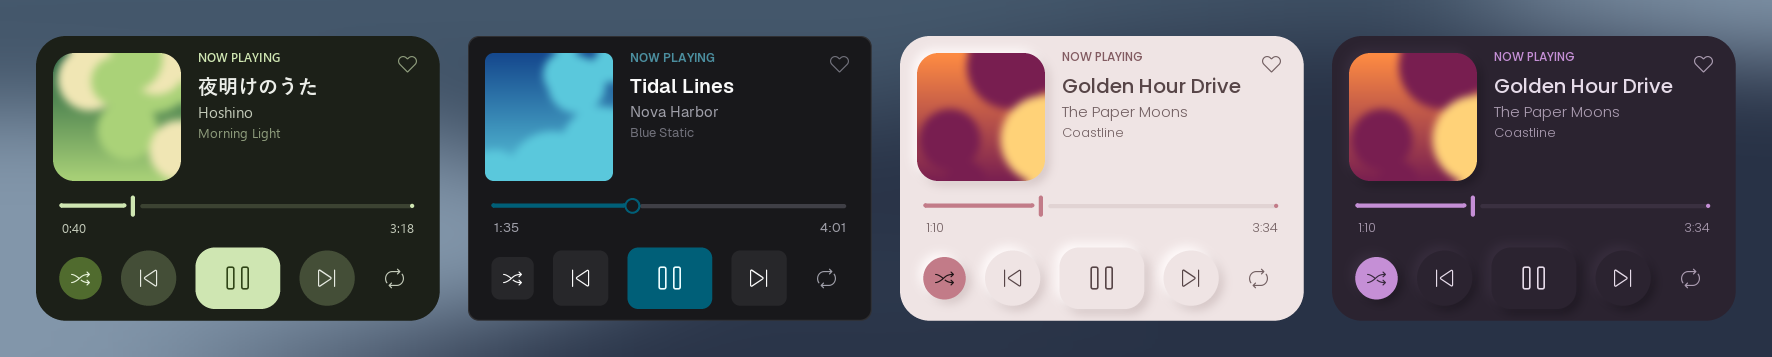 NOW PLAYING
夜明けのうた
Hoshino
Morning Light
0:40
3:18
NOW PLAYING
Tidal Lines
Nova Harbor
Blue Static
1:35
4:01
NOW PLAYING
Golden Hour Drive
The Paper Moons
Coastline
1:10
3:34
NOW PLAYING
Golden Hour Drive
The Paper Moons
Coastline
1:10
3:34